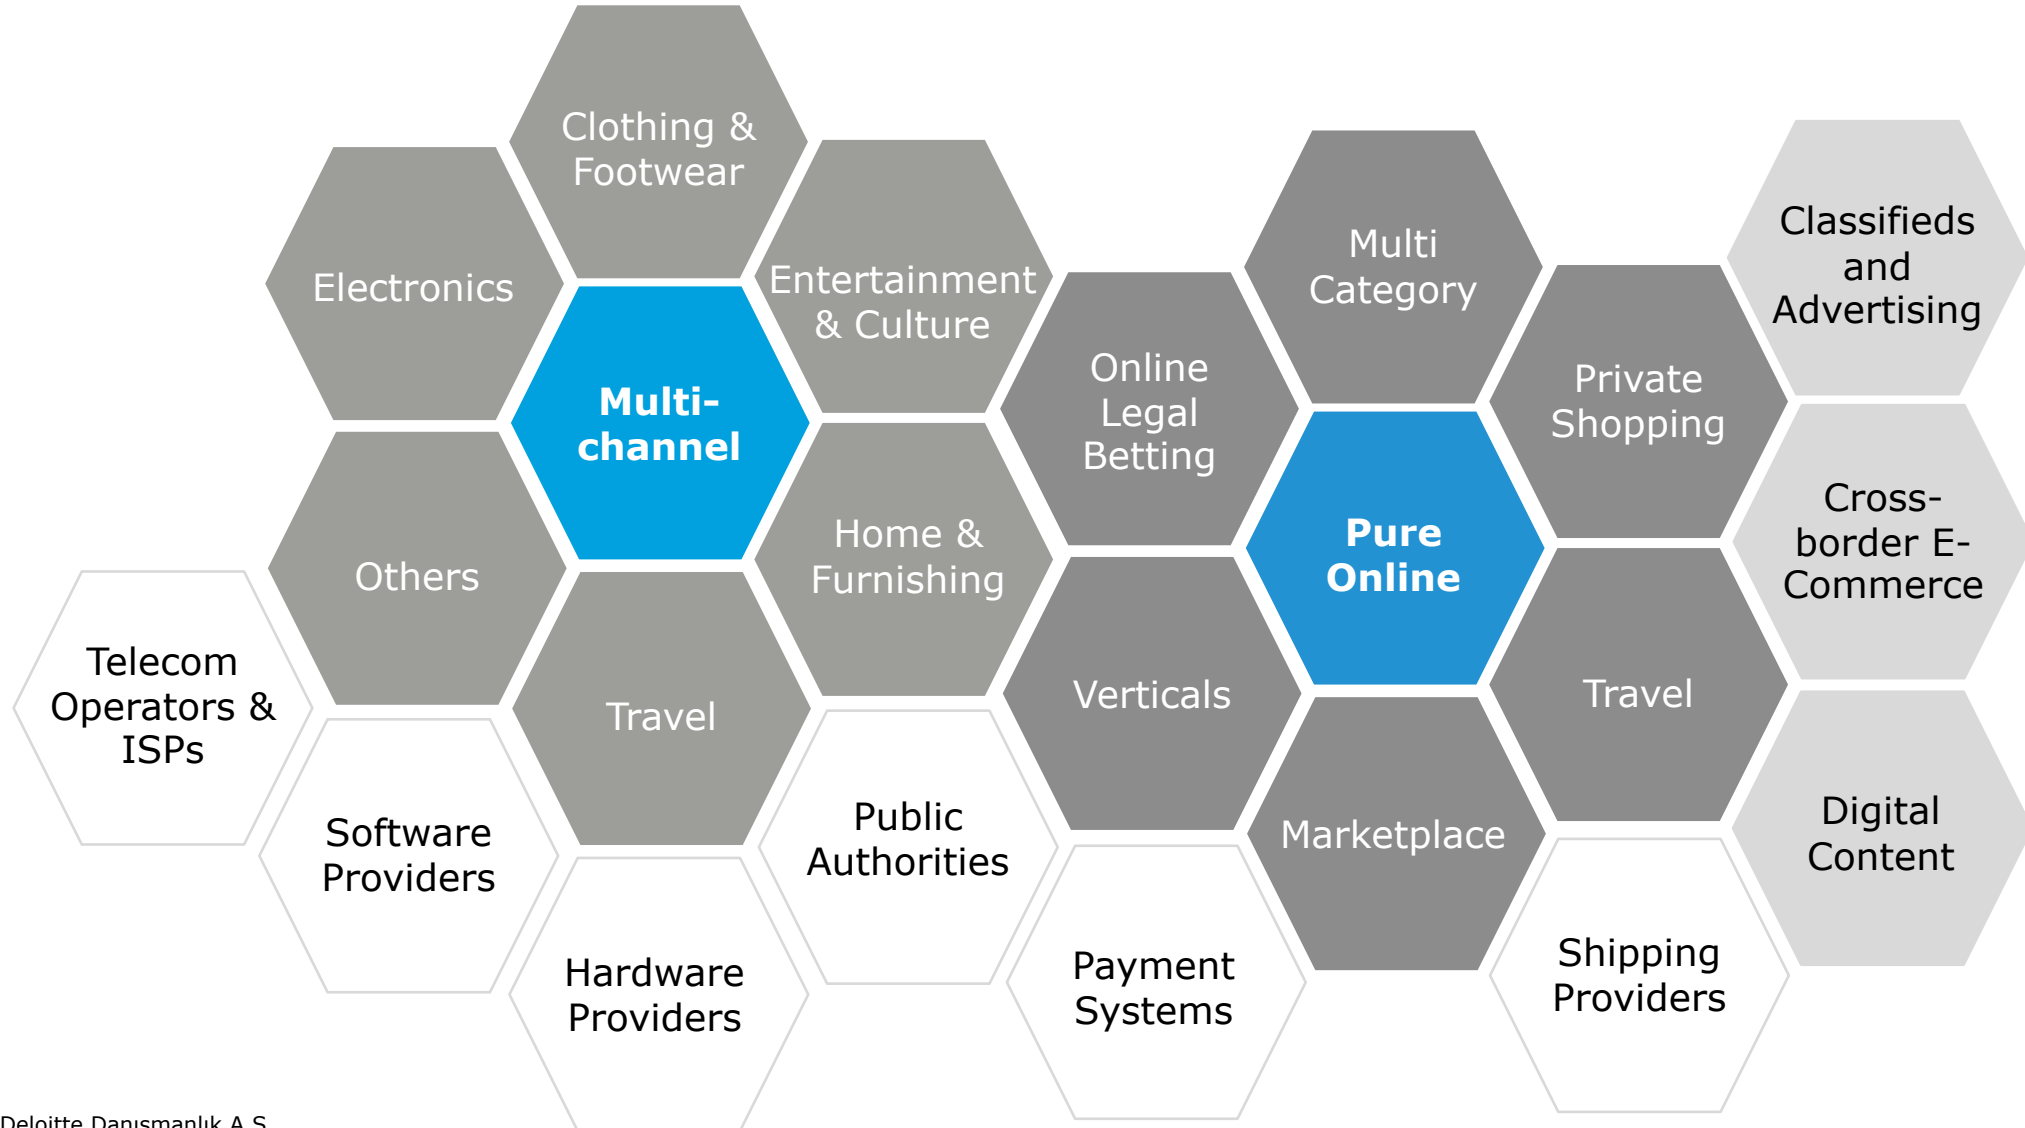 Clothing &
Footwear
Electronics
Entertainment
& Culture
Multi-
channel
Others
Home &
Furnishing
Travel
Multi
Category
Online
Legal
Betting
Private
Shopping
Pure
Online
Verticals
Travel
Marketplace
Classifieds
and
Advertising
Cross-
border E-
Commerce
Digital
Content
Telecom
Operators &
ISPs
Software
Providers
Hardware
Providers
Public
Authorities
Payment
Systems
Shipping
Providers
Deloitte Danışmanlık A.Ş.